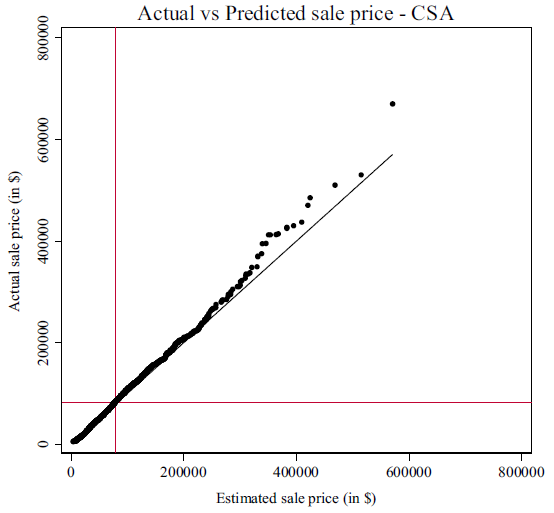 Actual vs Predicted sale price - CSA
Actual sale price (in $)
800000
600000
400000
200000
0
0 200000 400000 600000 800000
Estimated sale price (in $)